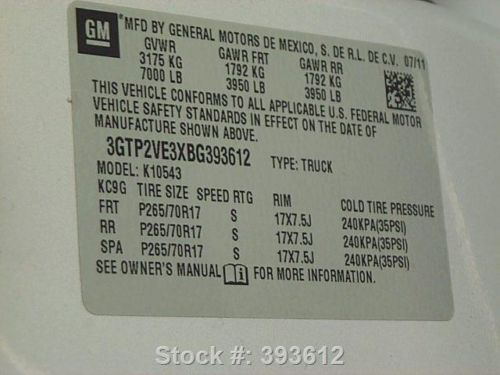 GM MFD BY GENERAL MOTORS DE MEXICO, S. DE R.L. DE C.V. 07/11
GVWR GAWR FRT GAWR RR
3175 KG 1792 KG 1792 KG
7000 LB 3950 LB 3950 LB
THIS VEHICLE CONFORMS TO ALL APPLICABLE U.S. FEDERAL MOTOR
VEHICLE SAFETY STANDARDS IN EFFECT ON THE DATE OF
MANUFACTURE SHOWN ABOVE.
3GTP2VE3XBG393612 TYPE: TRUCK
MODEL: K10543
KC9G TIRE SIZE SPEED RTG RIM COLD TIRE PRESSURE
FRT P265/70R17 S 17X7.5J 240KPA(35PSI)
RR P265/70R17 S 17X7.5J 240KPA(35PSI)
SPA P265/70R17 S 17X7.5J 240KPA(35PSI)
SEE OWNER'S MANUAL FOR MORE INFORMATION.
Stock #: 393612